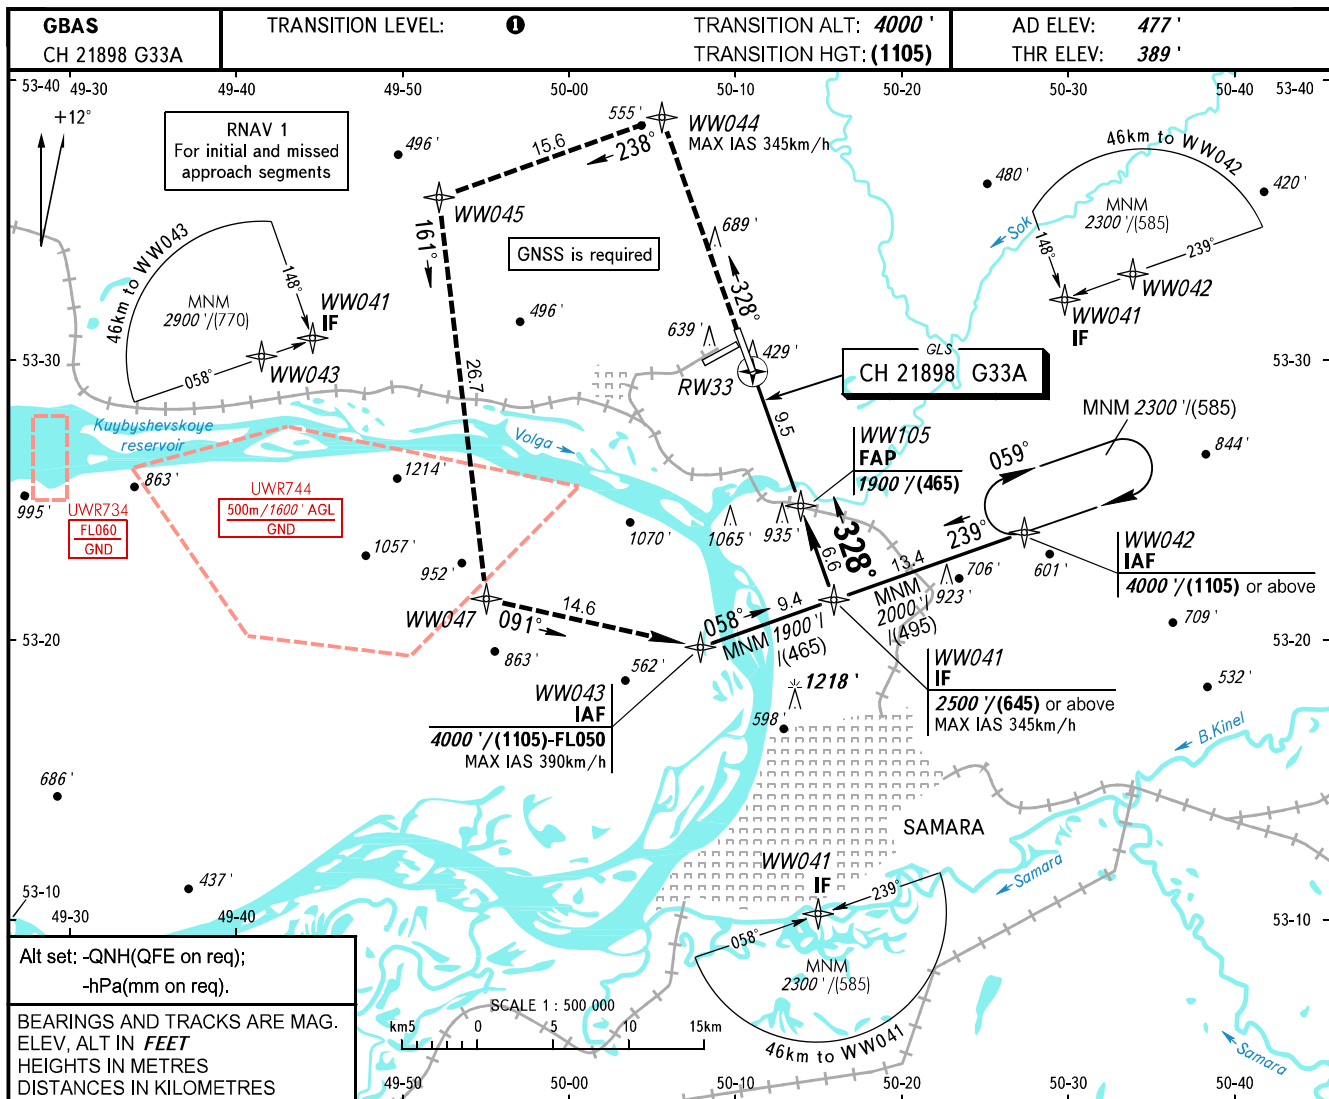 GBAS
CH 21898 G33A
TRANSITION LEVEL: 1
TRANSITION ALT: 4000 '
TRANSITION HGT: (1105)
AD ELEV: 477 '
THR ELEV: 389 '
53-40
49-30
49-40
49-50
50-00
50-10
50-20
50-30
50-40
53-40
+12°
RNAV 1
For initial and missed
approach segments
496 '
555 '
15.6
238°
WW044
MAX IAS 345km/h
480 '
46km to WW042
420 '
MNM
2300 '/(585)
148°
239°
WW042
WW041
IF
Sok
WW045
161°
GNSS is required
689 '
328°
46km to WW043
MNM
2900 '/(770)
148°
WW041
IF
058°
WW043
496 '
639 '
429 '
RW33
GLS
CH 21898 G33A
53-30
53-30
26.7
9.5
Kuybyshevskoye
reservoir
Volga
WW105
FAP
1900 '/(465)
MNM 2300 '/(585)
059°
844 '
995 '
863 '
UWR734
FL060
GND
UWR744
500m/1600 ' AGL
GND
1214 '
1057 '
952 '
1070 '
1065 '
935 '
328°
6.6
239°
13.4
WW042
IAF
4000 '/(1105) or above
706 '
923 '
601 '
MNM
2000 '/
/(495)
709 '
WW047
091°
14.6
058°
9.4
MNM 1900 '/
/(465)
53-20
53-20
863 '
562 '
WW043
IAF
4000 '/(1105)-FL050
MAX IAS 390km/h
1218 '
598 '
WW041
IF
2500 '/(645) or above
MAX IAS 345km/h
532 '
B.Kinel
686 '
SAMARA
437 '
WW041
IF
239°
058°
MNM
2300 '/(585)
46km to WW041
Samara
Samara
53-10
53-10
49-30
49-40
50-20
50-30
50-40
Alt set: -QNH(QFE on req);
-hPa(mm on req).
BEARINGS AND TRACKS ARE MAG.
ELEV, ALT IN FEET
HEIGHTS IN METRES
DISTANCES IN KILOMETRES
SCALE 1 : 500 000
km5 0 5 10 15km
49-50
50-00
50-10
50-20
50-30
50-40